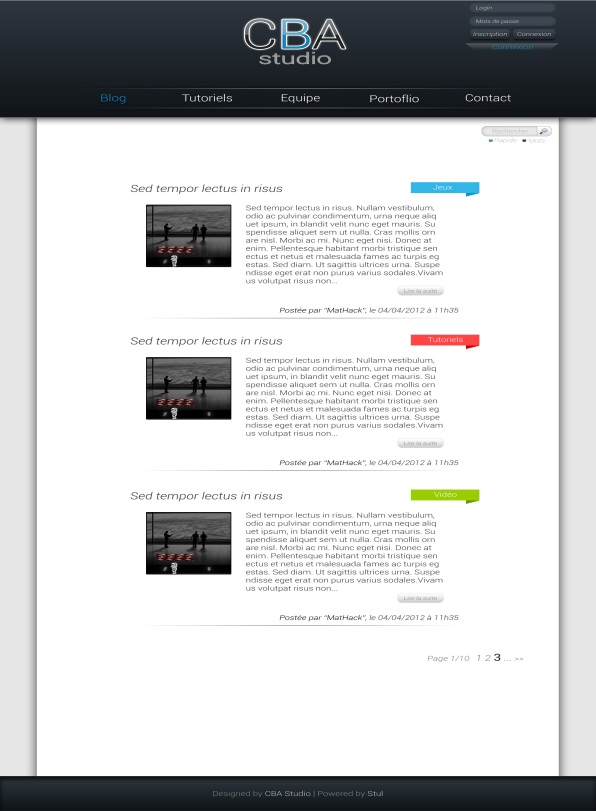 Login
Mots de passe
Inscription Connexion
Connexion
CBA
studio
Blog Tutoriels Equipe Portoflio Contact
Rechercher
Sed tempor lectus in risus
Jeux
Sed tempor lectus in risus. Nullam vestibulum,
odio ac pulvinar condimentum, urna neque aliq
uet ipsum, in blandit velit nunc eget mauris. Su
spendisse aliquet sem ut nulla. Cras mollis orn
are nisl. Morbi ac mi. Nunc eget nisi. Donec at
enim. Pellentesque habitant morbi tristique sen
ectus et netus et malesuada fames ac turpis eg
estas. Sed diam. Ut sagittis ultrices urna. Suspe
ndisse eget erat non purus varius sodales.Vivam
us volutpat risus non...
Lire la suite
Postée par "MatHack", le 04/04/2012 à 11h35
Sed tempor lectus in risus
Tutoriels
Sed tempor lectus in risus. Nullam vestibulum,
odio ac pulvinar condimentum, urna neque aliq
uet ipsum, in blandit velit nunc eget mauris. Su
spendisse aliquet sem ut nulla. Cras mollis orn
are nisl. Morbi ac mi. Nunc eget nisi. Donec at
enim. Pellentesque habitant morbi tristique sen
ectus et netus et malesuada fames ac turpis eg
estas. Sed diam. Ut sagittis ultrices urna. Suspe
ndisse eget erat non purus varius sodales.Vivam
us volutpat risus non...
Lire la suite
Postée par "MatHack", le 04/04/2012 à 11h35
Sed tempor lectus in risus
Vidéo
Sed tempor lectus in risus. Nullam vestibulum,
odio ac pulvinar condimentum, urna neque aliq
uet ipsum, in blandit velit nunc eget mauris. Su
spendisse aliquet sem ut nulla. Cras mollis orn
are nisl. Morbi ac mi. Nunc eget nisi. Donec at
enim. Pellentesque habitant morbi tristique sen
ectus et netus et malesuada fames ac turpis eg
estas. Sed diam. Ut sagittis ultrices urna. Suspe
ndisse eget erat non purus varius sodales.Vivam
us volutpat risus non...
Lire la suite
Postée par "MatHack", le 04/04/2012 à 11h35
Page 1/10 1 2 3 ... >>
Designed by CBA Studio | Powered by Stul